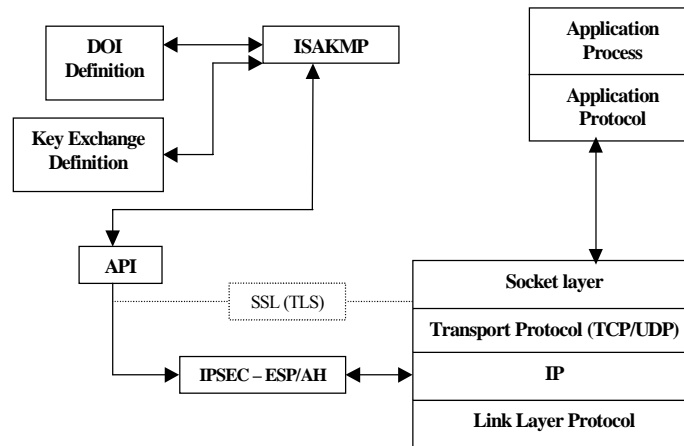 DOI
Definition
ISAKMP
Application
Process
Application
Protocol
Key Exchange
Definition
API
SSL (TLS)
Socket layer
Transport Protocol (TCP/UDP)
IPSEC – ESP/AH
IP
Link Layer Protocol